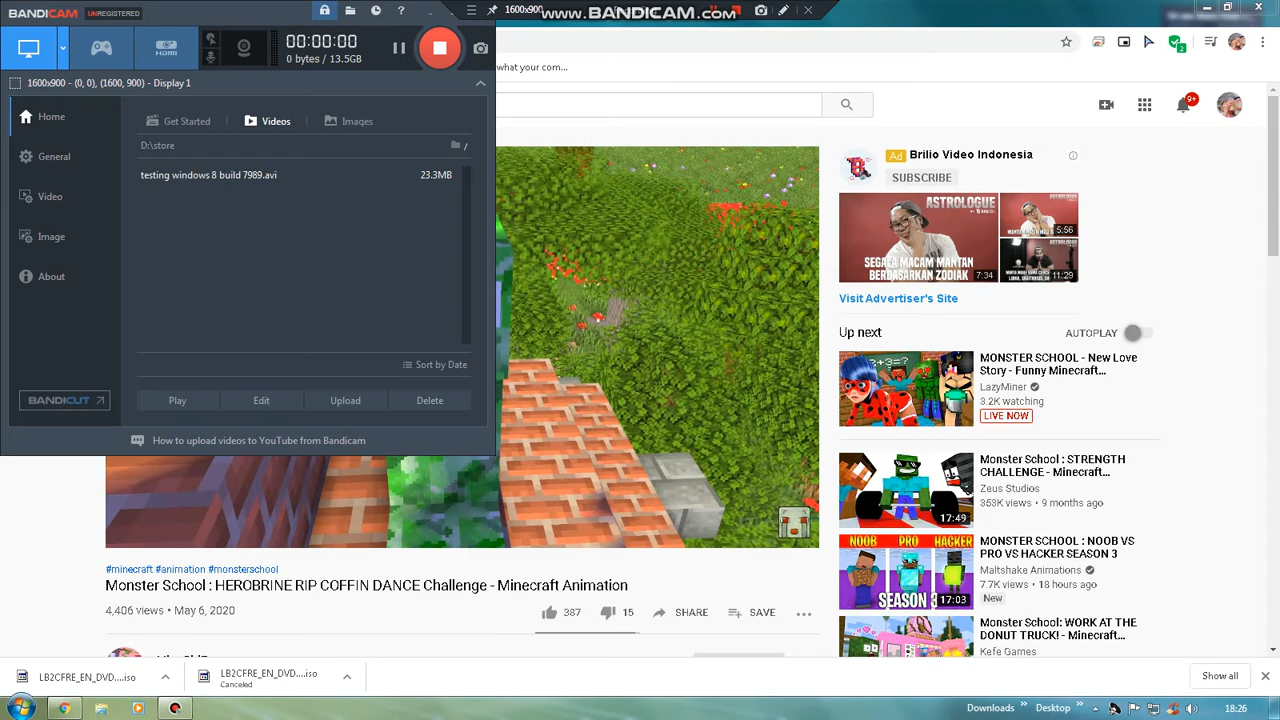 BANDICAM UNREGISTERED
1600x900
www.BANDICAM.com
00:00:00
0 bytes / 13.5GB
1600x900 - (0, 0), (1600, 900) - Display 1
HDMI
what your com...
Home
General
Video
Image
About
BANDICUT
Get Started
Videos
Images
D:\store
testing windows 8 build 7989.avi
23.3MB
Sort by Date
Play
Edit
Upload
Delete
How to upload videos to YouTube from Bandicam
2
9+
Ad Brilio Video Indonesia
SUBSCRIBE
ASTROLOGUE
SEGALA MACAM MANTAN
BERDASARKAN ZODIAK
7:34
5:56
11:29
Visit Advertiser's Site
Up next
AUTOPLAY
MONSTER SCHOOL - New Love
Story - Funny Minecraft...
LazyMiner
3.2K watching
LIVE NOW
Monster School : STRENGTH
CHALLENGE - Minecraft...
Zeus Studios
353K views • 9 months ago
17:49
MONSTER SCHOOL : NOOB VS
PRO VS HACKER SEASON 3
Maltshake Animations
7.7K views • 18 hours ago
New
NOOB PRO HACKER
SEASON 3
17:03
Monster School: WORK AT THE
DONUT TRUCK! - Minecraft...
Kefe Games
#minecraft #animation #monsterschool
Monster School : HEROBRINE RIP COFFIN DANCE Challenge - Minecraft Animation
4,406 views • May 6, 2020
387
15
SHARE
SAVE
LB2CFRE_EN_DVD....iso
LB2CFRE_EN_DVD....iso
Canceled
Show all
Downloads
Desktop
18:26